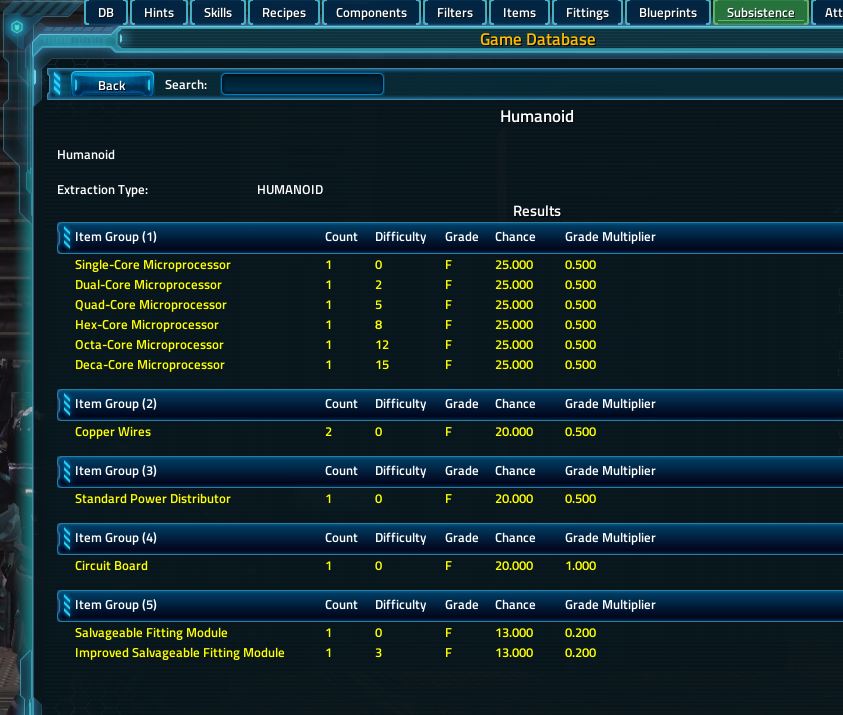 DB Hints Skills Recipes Components Filters Items Fittings Blueprints Subsistence Att
Game Database
Back Search:
Humanoid
Humanoid
Extraction Type: HUMANOID
Results
Item Group (1) Count Difficulty Grade Chance Grade Multiplier
Single-Core Microprocessor 1 0 F 25.000 0.500
Dual-Core Microprocessor 1 2 F 25.000 0.500
Quad-Core Microprocessor 1 5 F 25.000 0.500
Hex-Core Microprocessor 1 8 F 25.000 0.500
Octa-Core Microprocessor 1 12 F 25.000 0.500
Deca-Core Microprocessor 1 15 F 25.000 0.500
Item Group (2) Count Difficulty Grade Chance Grade Multiplier
Copper Wires 2 0 F 20.000 0.500
Item Group (3) Count Difficulty Grade Chance Grade Multiplier
Standard Power Distributor 1 0 F 20.000 0.500
Item Group (4) Count Difficulty Grade Chance Grade Multiplier
Circuit Board 1 0 F 20.000 1.000
Item Group (5) Count Difficulty Grade Chance Grade Multiplier
Salvageable Fitting Module 1 0 F 13.000 0.200
Improved Salvageable Fitting Module 1 3 F 13.000 0.200